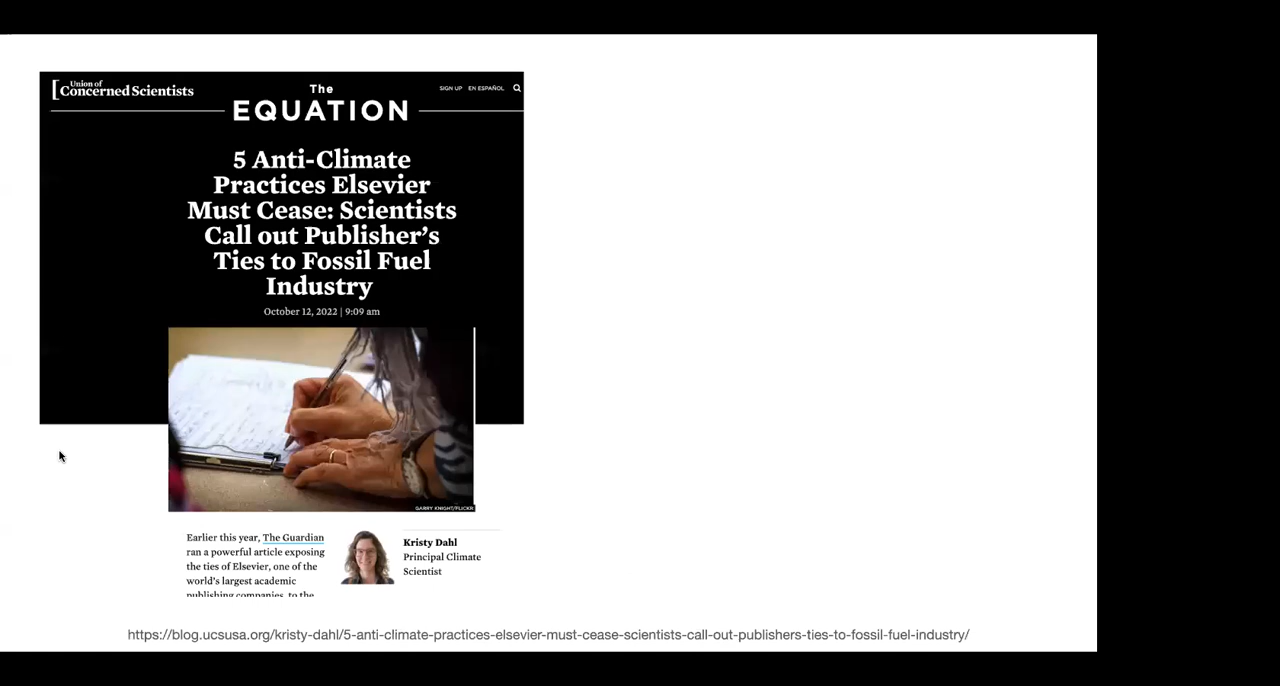 Union of
Concerned Scientists
The
EQUATION
SIGN UP EN ESPAÑOL
5 Anti-Climate
Practices Elsevier
Must Cease: Scientists
Call out Publisher's
Ties to Fossil Fuel
Industry
October 12, 2022 | 9:09 am
GARRY KNIGHT/FLICKR
Earlier this year, The Guardian
ran a powerful article exposing
the ties of Elsevier, one of the
world's largest academic
publishing companies, to the
Kristy Dahl
Principal Climate
Scientist
https://blog.ucsusa.org/kristy-dahl/5-anti-climate-practices-elsevier-must-cease-scientists-call-out-publishers-ties-to-fossil-fuel-industry/